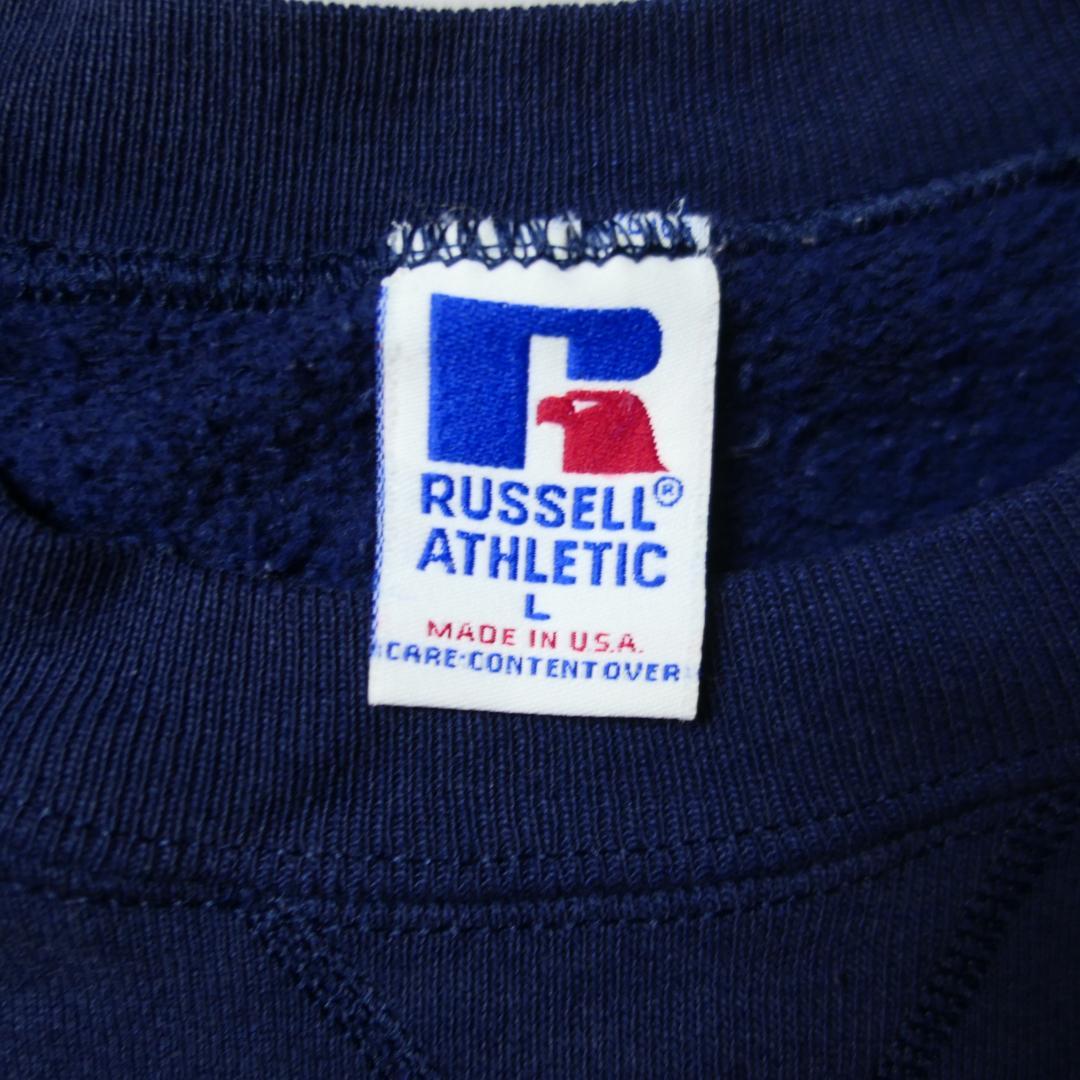 RUSSELL®
ATHLETIC
L
MADE IN U.S.A.
CARE·CONTENT OVER